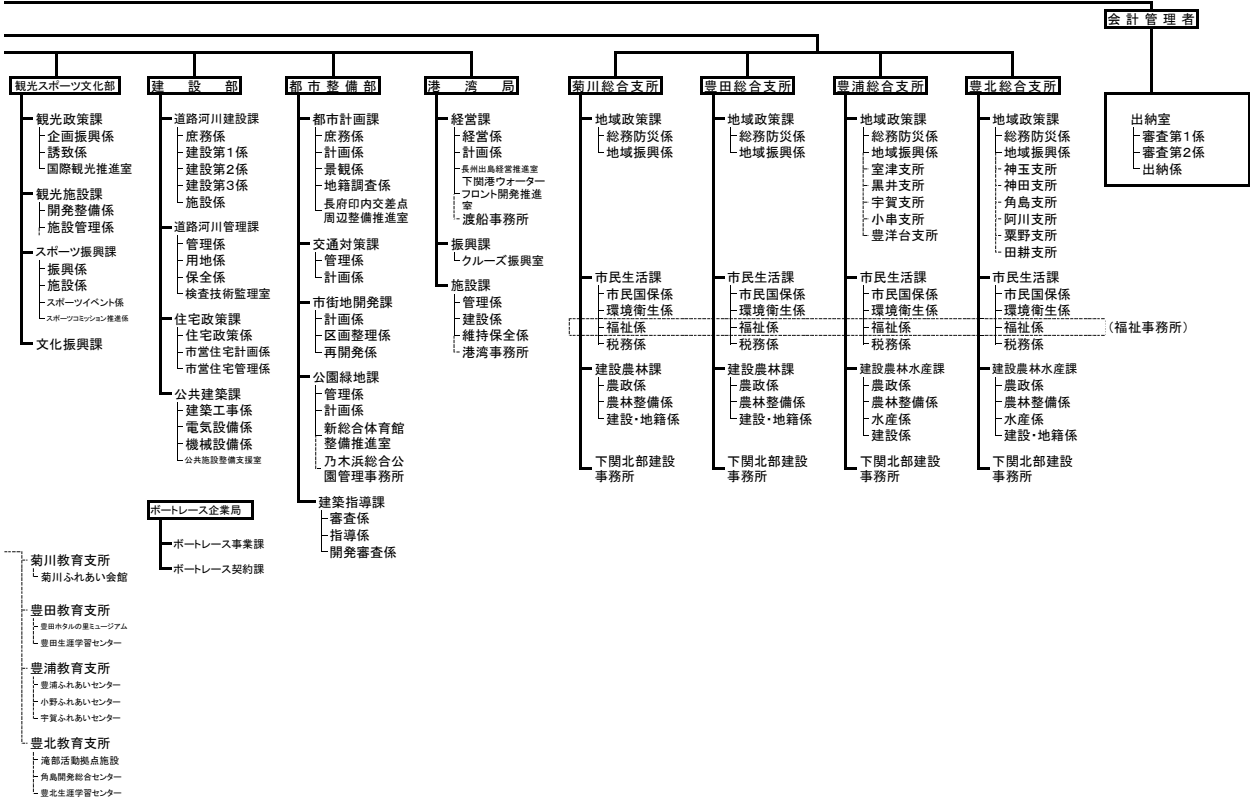 会計管理者
出納室
審査第1係
審査第2係
出納係
観光スポーツ文化部
観光政策課
企画振興係
誘致係
国際観光推進室
観光施設課
開発整備係
施設管理係
スポーツ振興課
振興係
施設係
スポーツイベント係
スポーツコミッション推進係
文化振興課
建設部
道路河川建設課
庶務係
建設第1係
建設第2係
建設第3係
施設係
道路河川管理課
管理係
用地係
保全係
検査技術監理室
住宅政策課
住宅政策係
市営住宅計画係
市営住宅管理係
公共建築課
建築工事係
電気設備係
機械設備係
公共施設整備支援室
都市整備部
都市計画課
庶務係
計画係
景観係
地籍調査係
長府印内交差点
周辺整備推進室
交通対策課
管理係
計画係
市街地開発課
計画係
区画整理係
再開発係
公園緑地課
管理係
計画係
新総合体育館
整備推進室
乃木浜総合公
園管理事務所
建築指導課
審査係
指導係
開発審査係
港湾局
経営課
経営係
計画係
長州出島経営推進室
下関港ウォーター
フロント開発推進
室
渡船事務所
振興課
クルーズ振興室
施設課
管理係
建設係
維持保全係
港湾事務所
菊川総合支所
地域政策課
総務防災係
地域振興係
市民生活課
市民国保係
環境衛生係
福祉係
税務係
建設農林課
農政係
農林整備係
建設・地籍係
下関北部建設
事務所
豊田総合支所
地域政策課
総務防災係
地域振興係
市民生活課
市民国保係
環境衛生係
福祉係
税務係
建設農林課
農政係
農林整備係
建設・地籍係
下関北部建設
事務所
豊浦総合支所
地域政策課
総務防災係
地域振興係
室津支所
黒井支所
宇賀支所
小串支所
豊洋台支所
市民生活課
市民国保係
環境衛生係
福祉係
税務係
建設農林水産課
農政係
農林整備係
水産係
建設係
下関北部建設
事務所
豊北総合支所
地域政策課
総務防災係
地域振興係
神玉支所
神田支所
角島支所
阿川支所
粟野支所
田耕支所
市民生活課
市民国保係
環境衛生係
福祉係
税務係
(福祉事務所)
建設農林水産課
農政係
農林整備係
水産係
建設・地籍係
下関北部建設
事務所
ボートレース企業局
ボートレース事業課
ボートレース契約課
菊川教育支所
菊川ふれあい会館
豊田教育支所
豊田ホタルの里ミュージアム
豊田生涯学習センター
豊浦教育支所
豊浦ふれあいセンター
小野ふれあいセンター
宇賀ふれあいセンター
豊北教育支所
滝部活動拠点施設
角島開発総合センター
豊北生涯学習センター